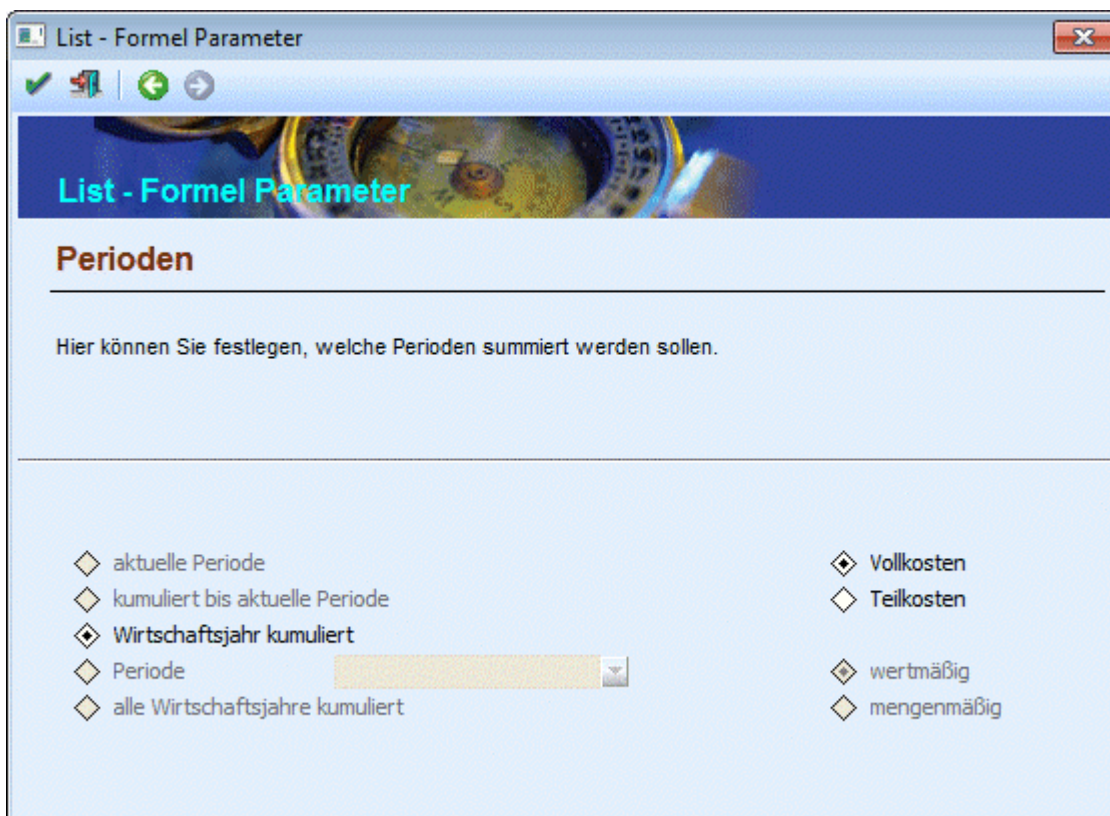 List - Formel Parameter
List - Formel Parameter
Perioden
Hier können Sie festlegen, welche Perioden summiert werden sollen.
aktuelle Periode
kumuliert bis aktuelle Periode
Wirtschaftsjahr kumuliert
Periode
alle Wirtschaftsjahre kumuliert
Vollkosten
Teilkosten
wertmäßig
mengenmäßig